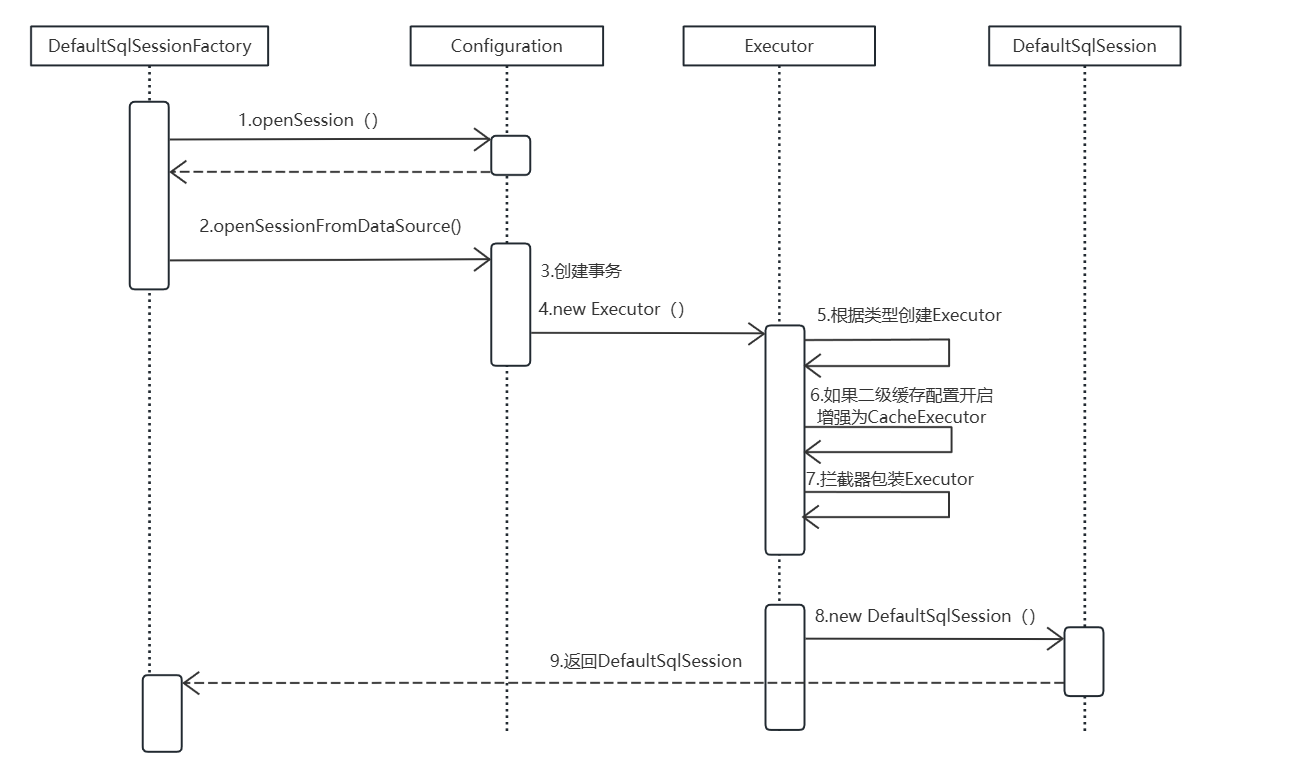 DefaultSqlSessionFactory
Configuration
Executor
DefaultSqlSession
1.openSession（）
2.openSessionFromDataSource()
3.创建事务
4.new Executor（）
5.根据类型创建Executor
6.如果二级缓存配置开启
增强为CacheExecutor
7.拦截器包装Executor
8.new DefaultSqlSession（）
9.返回DefaultSqlSession